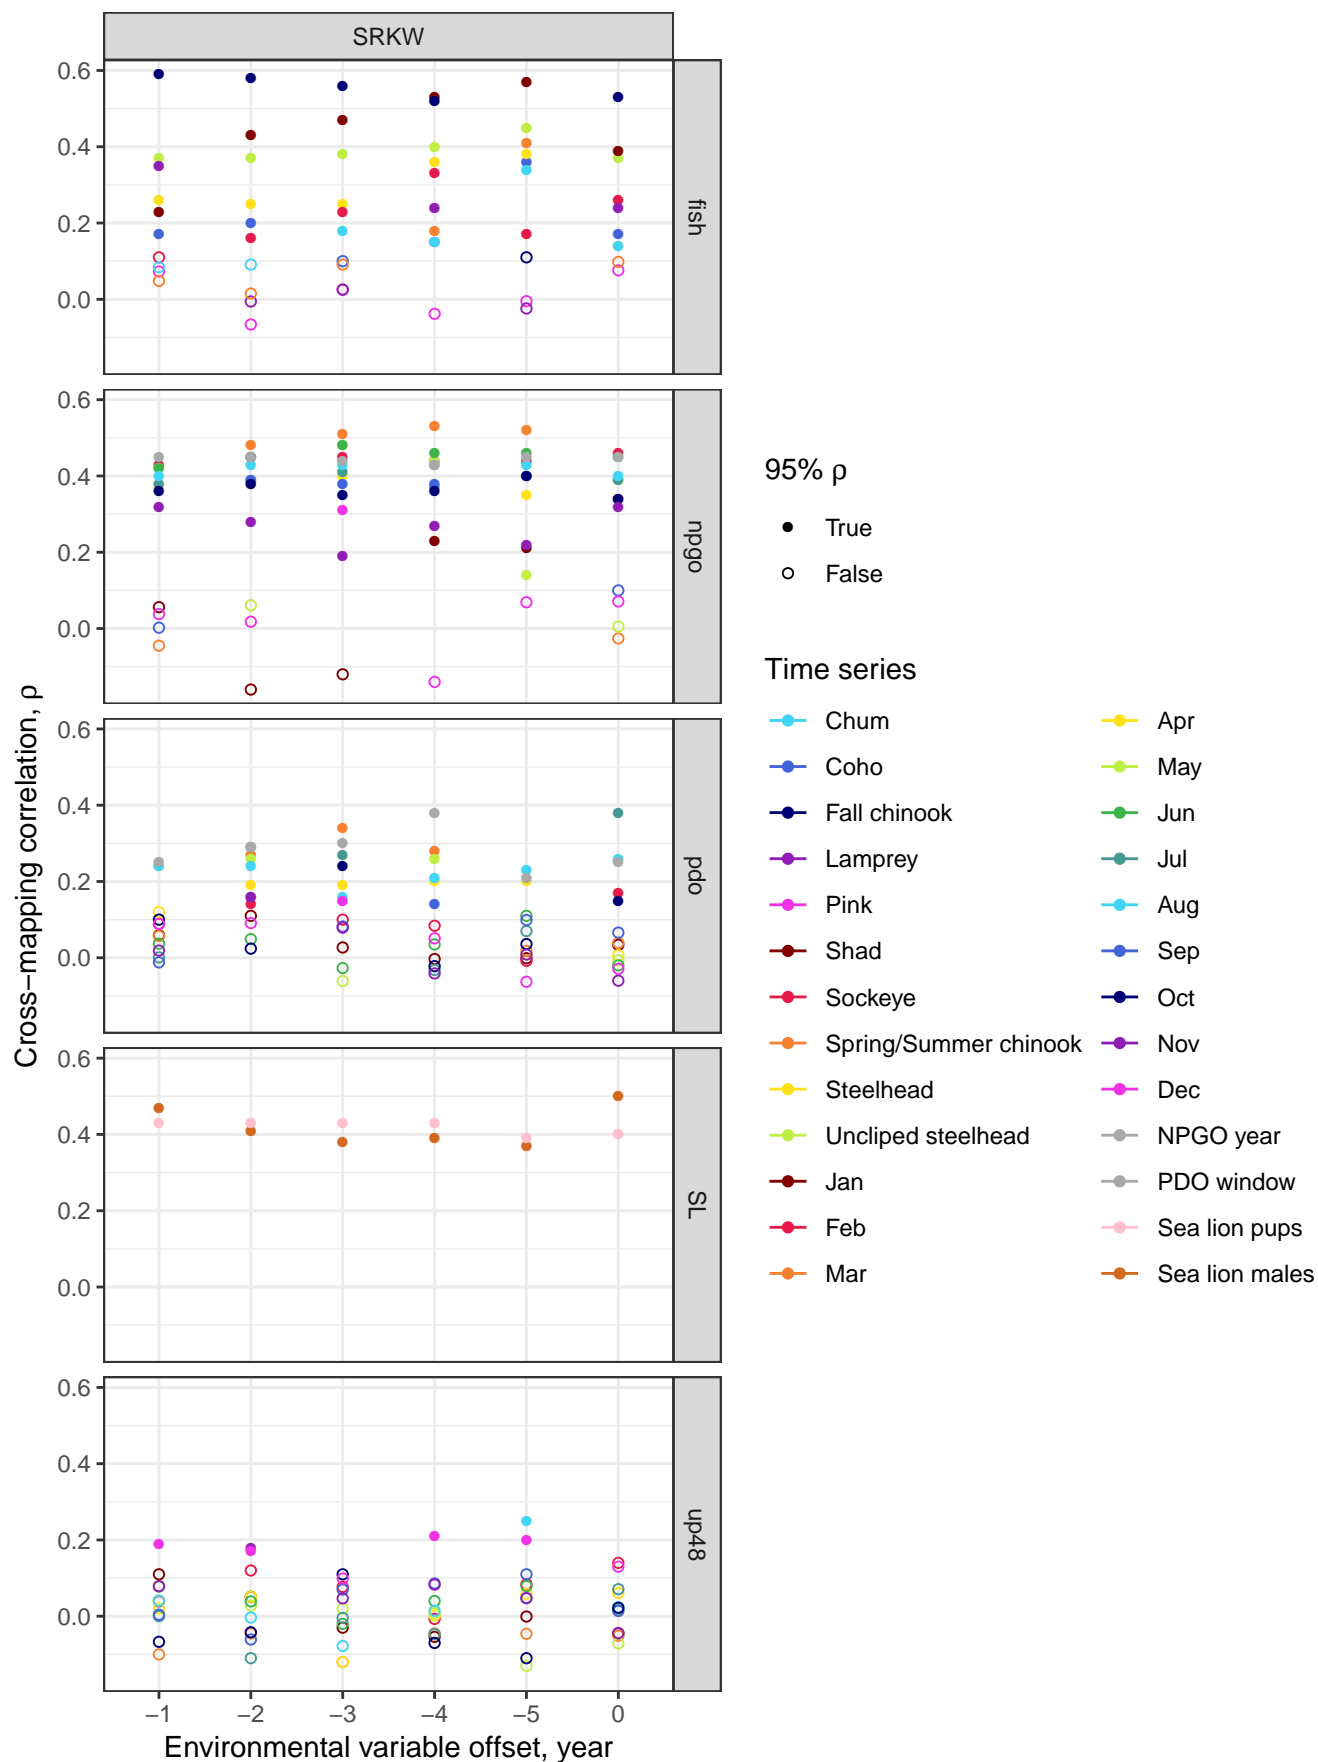 SRKW
0.6
0.4
0.2
0.0
fish
0.6
0.4
0.2
0.0
npgo
0.6
0.4
0.2
0.0
pdo
0.6
0.4
0.2
0.0
SL
0.6
0.4
0.2
0.0
up48
−1 −2 −3 −4 −5 0
Environmental variable offset, year
Cross−mapping correlation, ρ
95% ρ
True
False
Time series
Chum
Coho
Fall chinook
Lamprey
Pink
Shad
Sockeye
Spring/Summer chinook
Steelhead
Uncliped steelhead
Jan
Feb
Mar
Apr
May
Jun
Jul
Aug
Sep
Oct
Nov
Dec
NPGO year
PDO window
Sea lion pups
Sea lion males